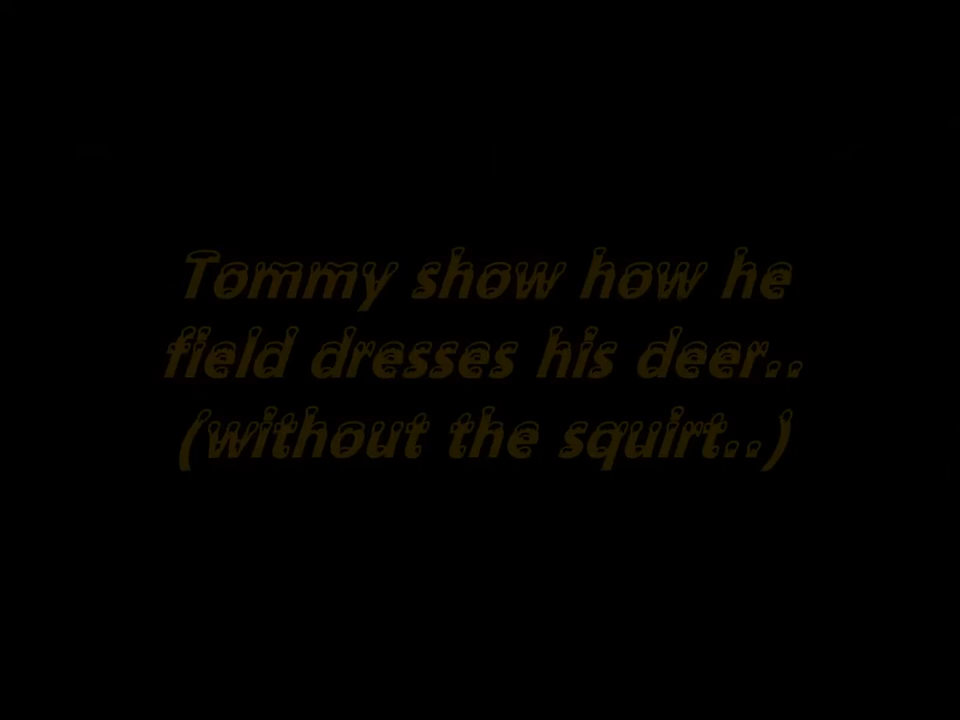 Tommy show how he
field dresses his deer..
(without the squirt..)